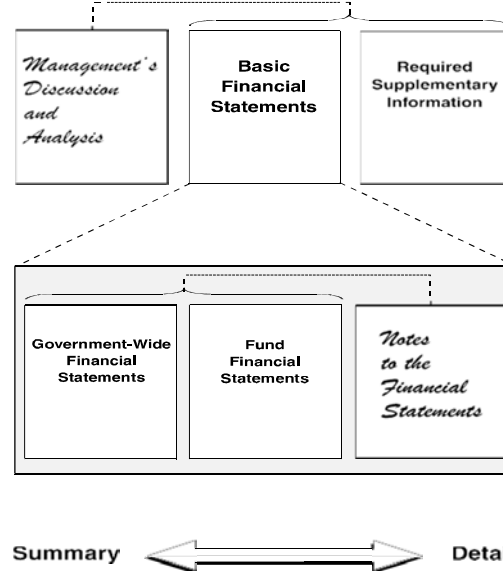 Management's
Discussion
and
Analysis
Basic
Financial
Statements
Required
Supplementary
Information
Government-Wide
Financial
Statements
Fund
Financial
Statements
Notes
to the
Financial
Statements
Summary
Deta